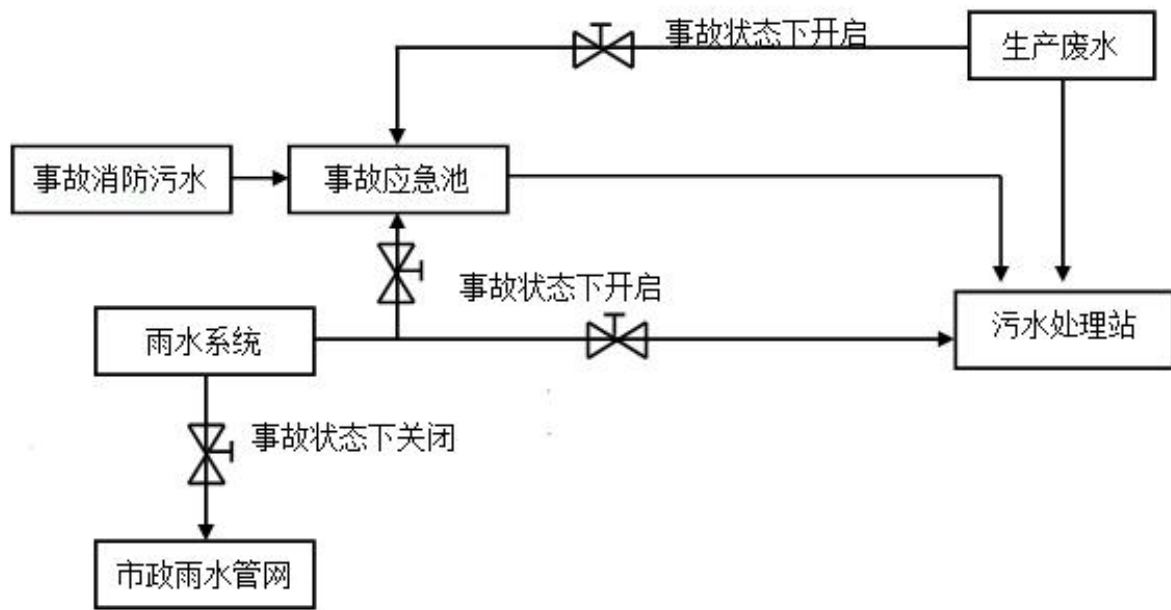 事故状态下开启
生产废水
事故消防污水
事故应急池
事故状态下开启
雨水系统
污水处理站
事故状态下关闭
市政雨水管网